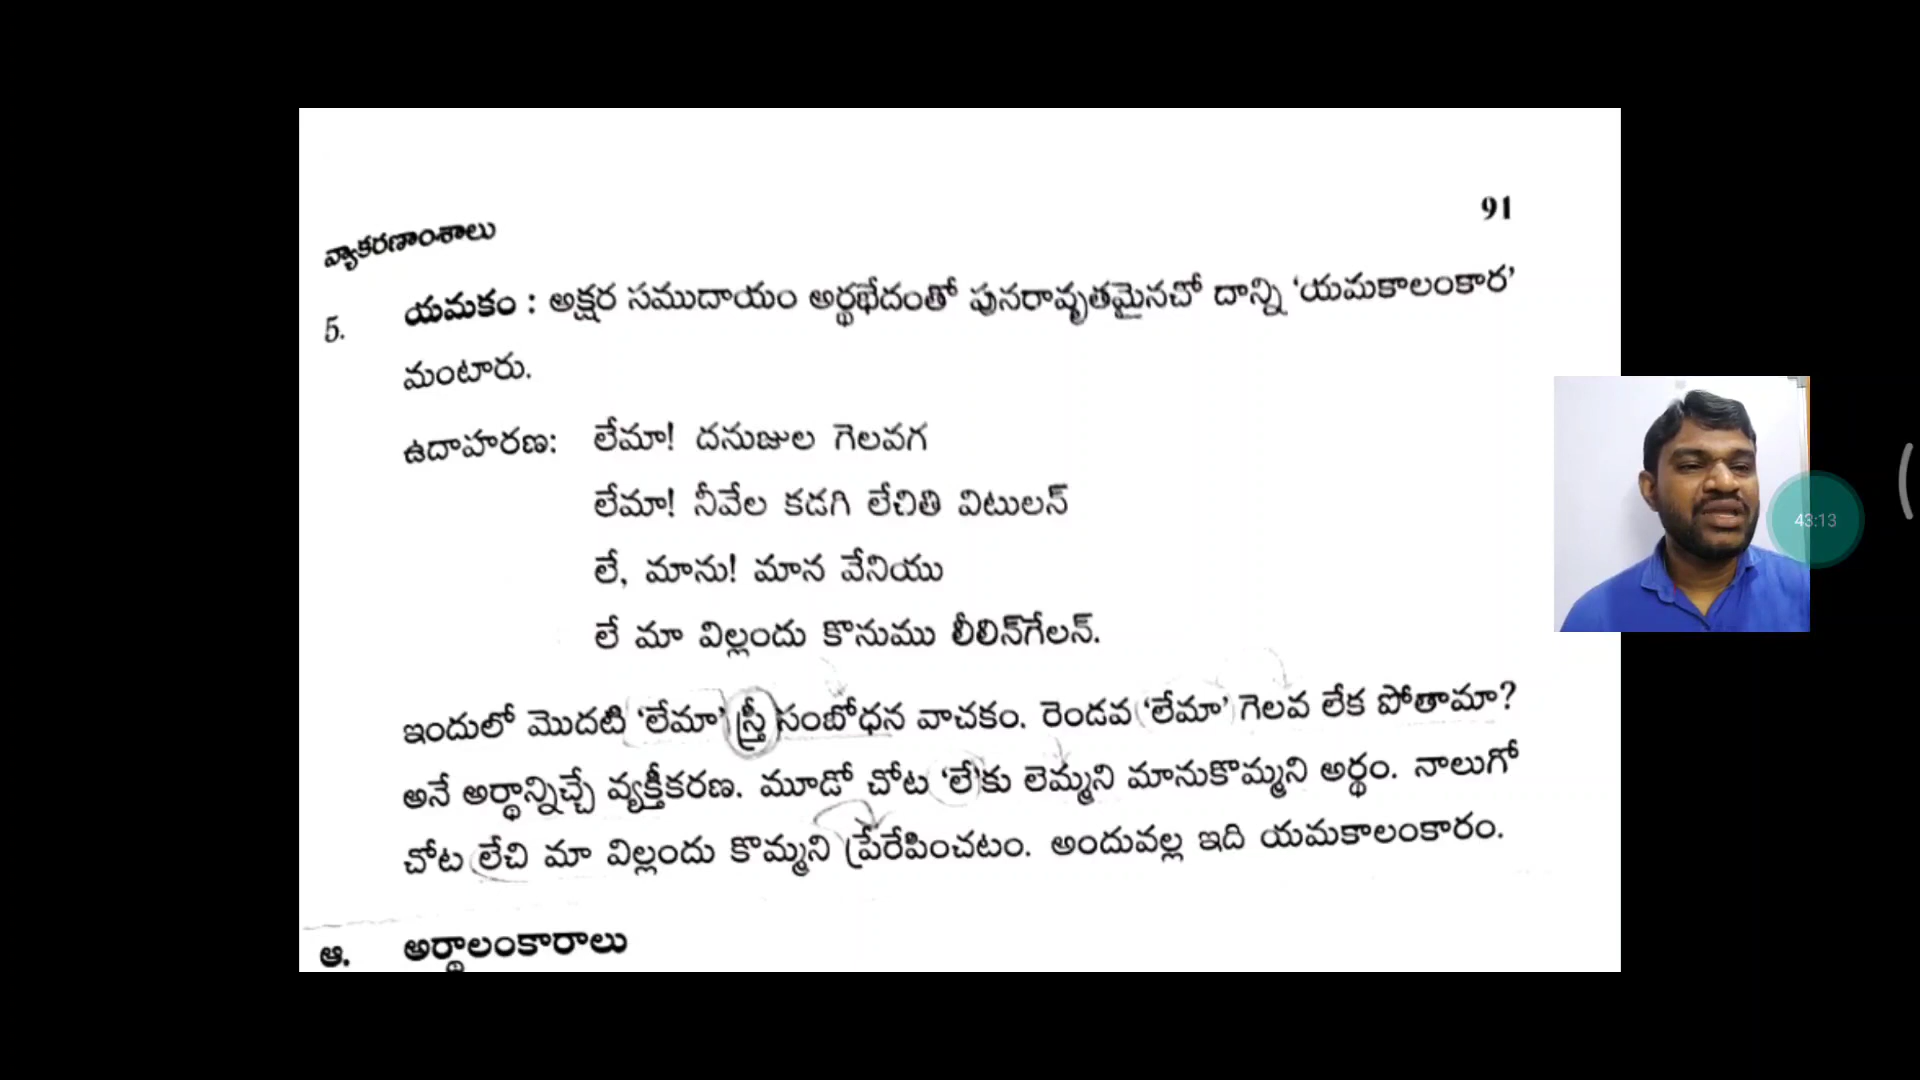 91
వ్యాకరణాంశాలు
5. యమకం : అక్షర సముదాయం అర్థభేదంతో పునరావృతమైనచో దాన్ని ‘యమకాలంకార’
మంటారు.
ఉదాహరణ: లేమా! దనుజుల గెలవగ
లేమా! నీవేల కడగి లేచితి విటులన్
లే, మాను! మాన వేనియు
లే మా విల్లందు కొనుము లీలిన్‌గేలన్.
ఇందులో మొదటి ‘లేమా’ స్త్రీ సంబోధన వాచకం. రెండవ ‘లేమా’ గెలవ లేక పోతామా?
అనే అర్థాన్నిచ్చే వ్యక్తీకరణ. మూడో చోట ‘లే’కు లెమ్మని మానుకొమ్మని అర్థం. నాలుగో
చోట లేచి మా విల్లందు కొమ్మని ప్రేరేపించటం. అందువల్ల ఇది యమకాలంకారం.
ఆ. అర్థాలంకారాలు
43:13